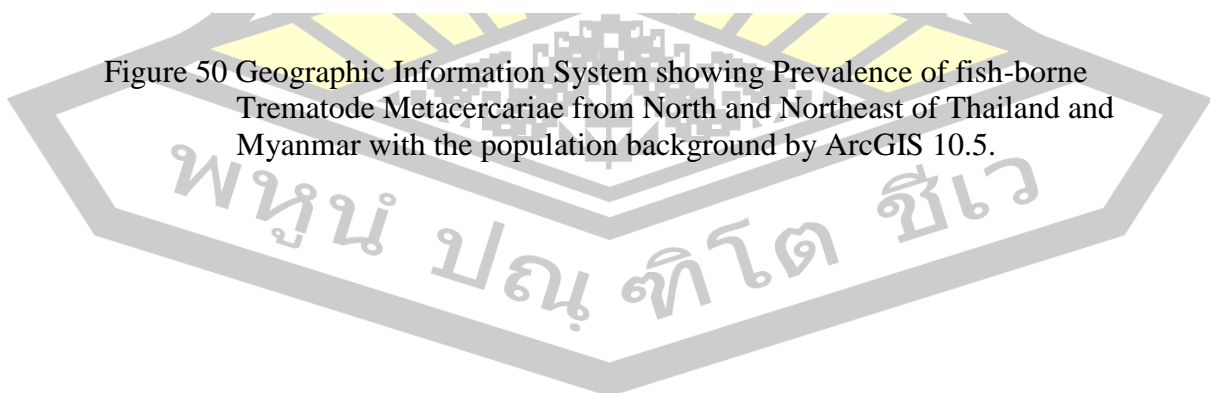 Figure 50 Geographic Information System showing Prevalence of fish-borne
Trematode Metacercariae from North and Northeast of Thailand and
Myanmar with the population background by ArcGIS 10.5.
พหูนํ ปณฺฑิโต ชีเว